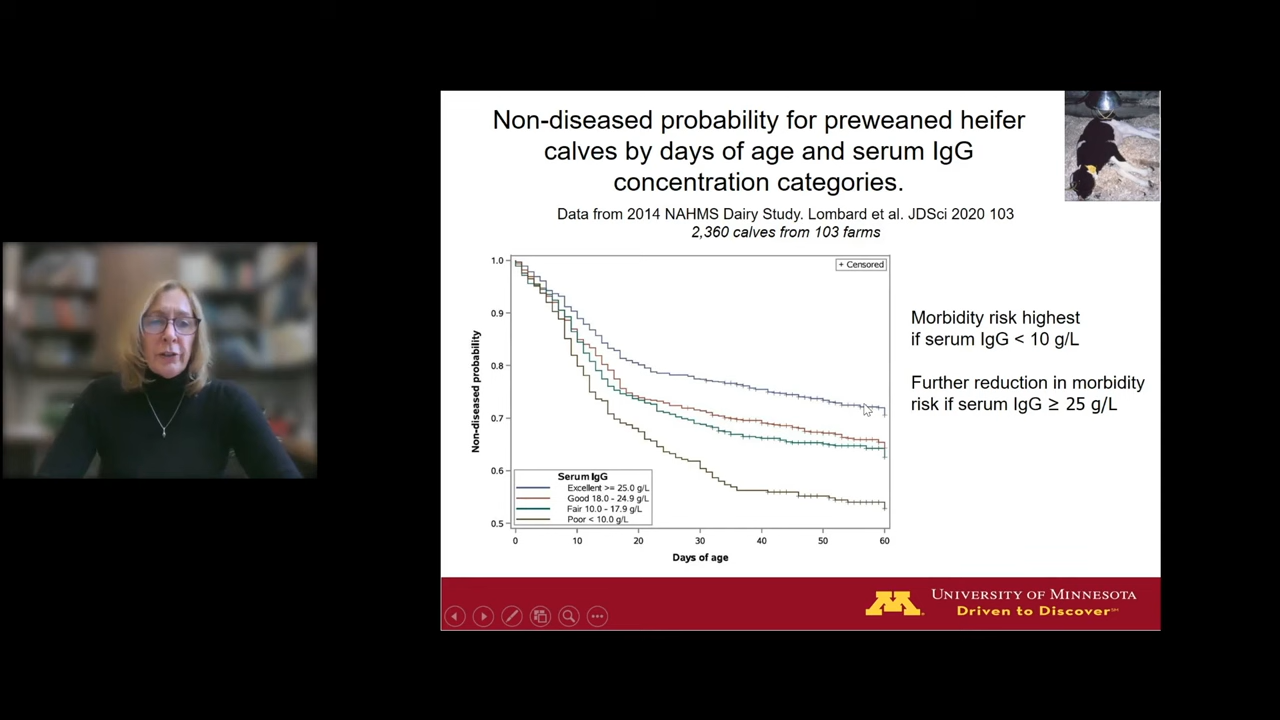 Non-diseased probability for preweaned heifer
calves by days of age and serum IgG
concentration categories.
Data from 2014 NAHMS Dairy Study. Lombard et al. JDSci 2020 103
2,360 calves from 103 farms
+ Censored
1.0
0.9
0.8
0.7
0.6
0.5
Non-diseased probability
Serum IgG
Excellent >= 25.0 g/L
Good 18.0 - 24.9 g/L
Fair 10.0 - 17.9 g/L
Poor < 10.0 g/L
0 10 20 30 40 50 60
Days of age
Morbidity risk highest
if serum IgG < 10 g/L
Further reduction in morbidity
risk if serum IgG ≥ 25 g/L
M
UNIVERSITY OF MINNESOTA
Driven to Discover℠